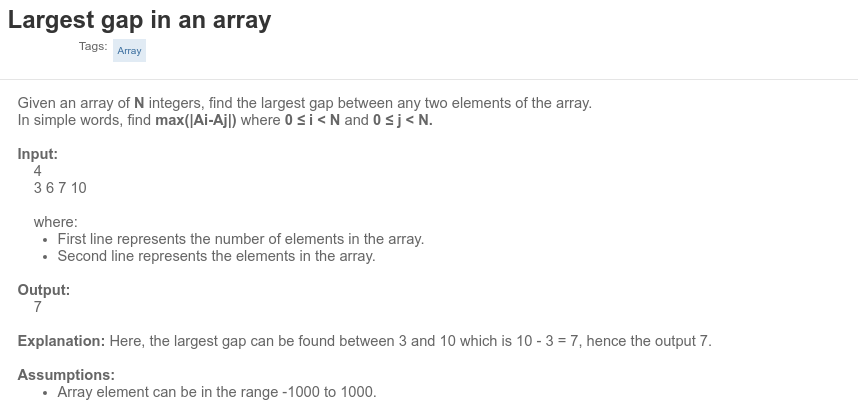 Largest gap in an array
Tags: Array
Given an array of N integers, find the largest gap between any two elements of the array.
In simple words, find max(|Ai-Aj|) where 0 ≤ i < N and 0 ≤ j < N.
Input:
4
3 6 7 10
where:
• First line represents the number of elements in the array.
• Second line represents the elements in the array.
Output:
7
Explanation: Here, the largest gap can be found between 3 and 10 which is 10 - 3 = 7, hence the output 7.
Assumptions:
• Array element can be in the range -1000 to 1000.